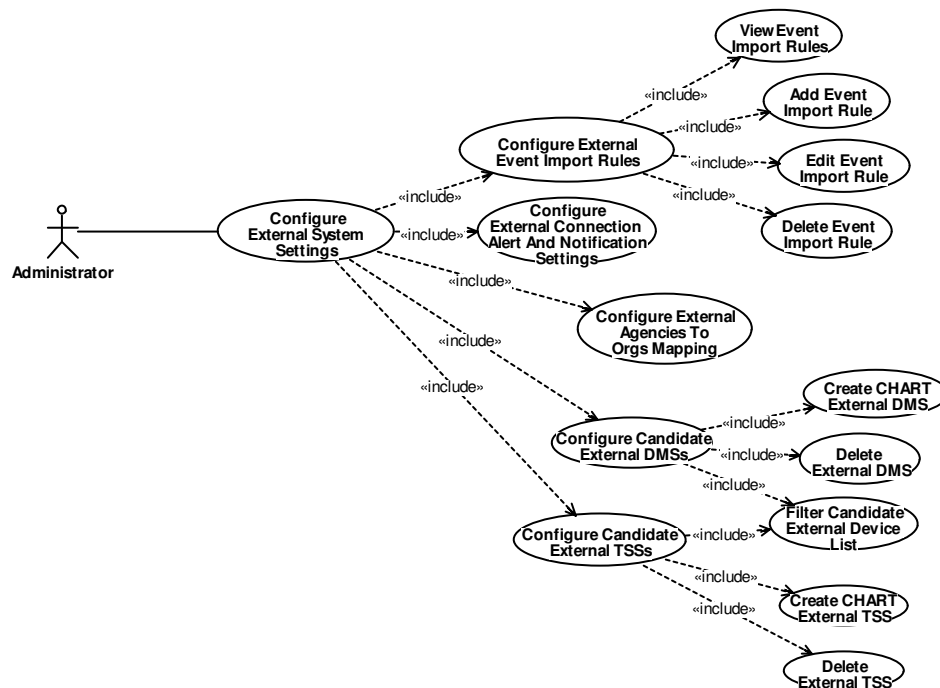 View Event
Import Rules
«include»
Add Event
Import Rule
«include»
Configure External
Event Import Rules
«include»
Edit Event
Import Rule
«include»
«include»
Delete Event
Import Rule
Configure
External System
Settings
«include»
Configure
External Connection
Alert And Notification
Settings
Administrator
«include»
Configure External
Agencies To
Orgs Mapping
«include»
«include»
Create CHART
External DMS
«include»
Configure Candidate
External DMSs
«include»
Delete
External DMS
«include»
Filter Candidate
External Device
List
Configure Candidate
External TSSs
«include»
«include»
Create CHART
External TSS
«include»
Delete
External TSS